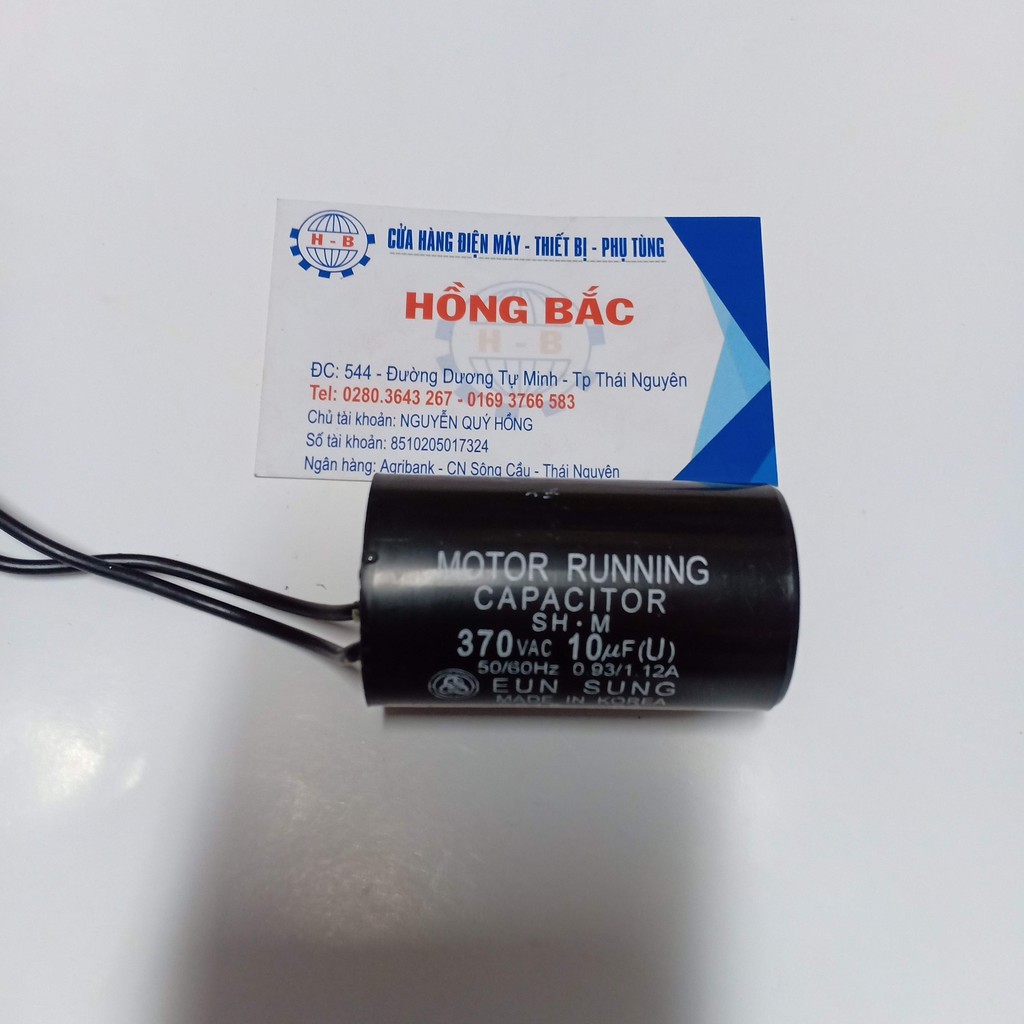 H - B
CỬA HÀNG ĐIỆN MÁY - THIẾT BỊ - PHỤ TÙNG
HỒNG BẮC
H - B
ĐC: 544 - Đường Dương Tự Minh - Tp Thái Nguyên
Tel: 0280.3643 267 - 0169 3766 583
Chủ tài khoản: NGUYỄN QUÝ HỒNG
Số tài khoản: 8510205017324
Ngân hàng: Agribank - CN Sông Cầu - Thái Nguyên
MOTOR RUNNING
CAPACITOR
SH·M
370VAC 10µF(U)
50/60Hz 0.93/1.12A
EUN SUNG
MADE IN KOREA